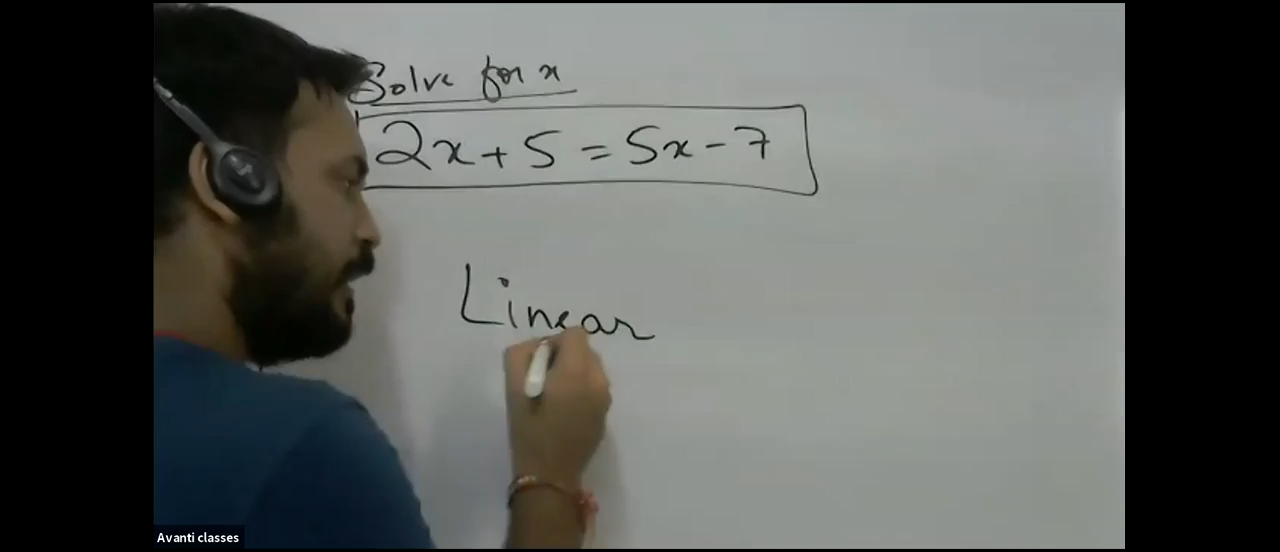 Solve for x
2x + 5 = 5x - 7
Linear
Avanti classes